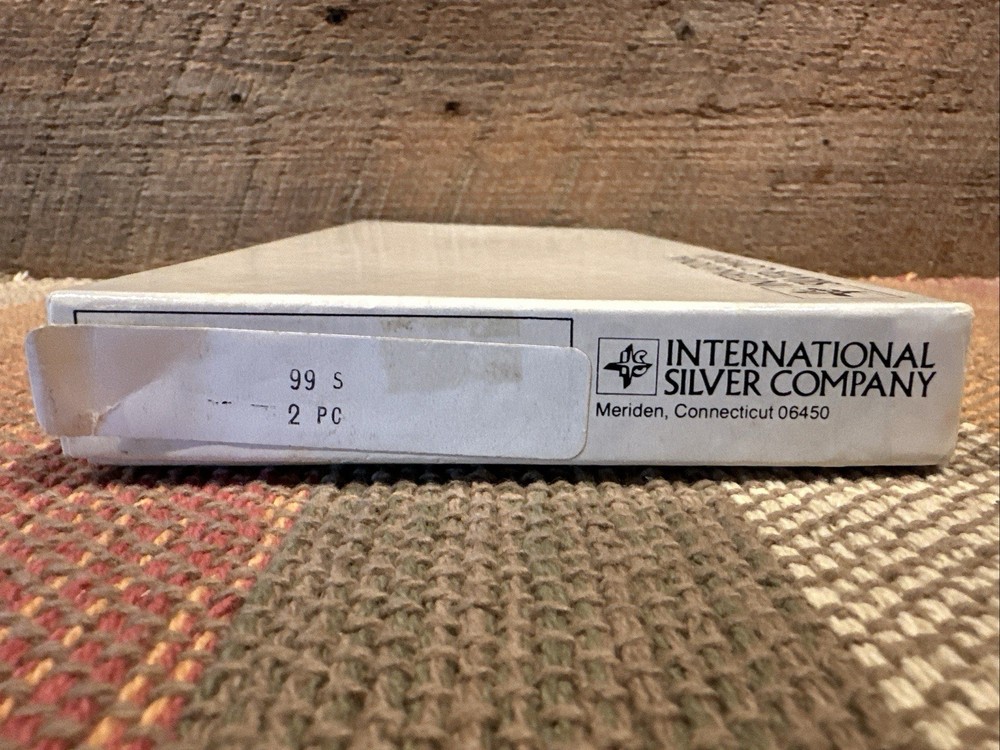 99 S
2 PC
INTERNATIONAL
SILVER COMPANY
Meriden, Connecticut 06450